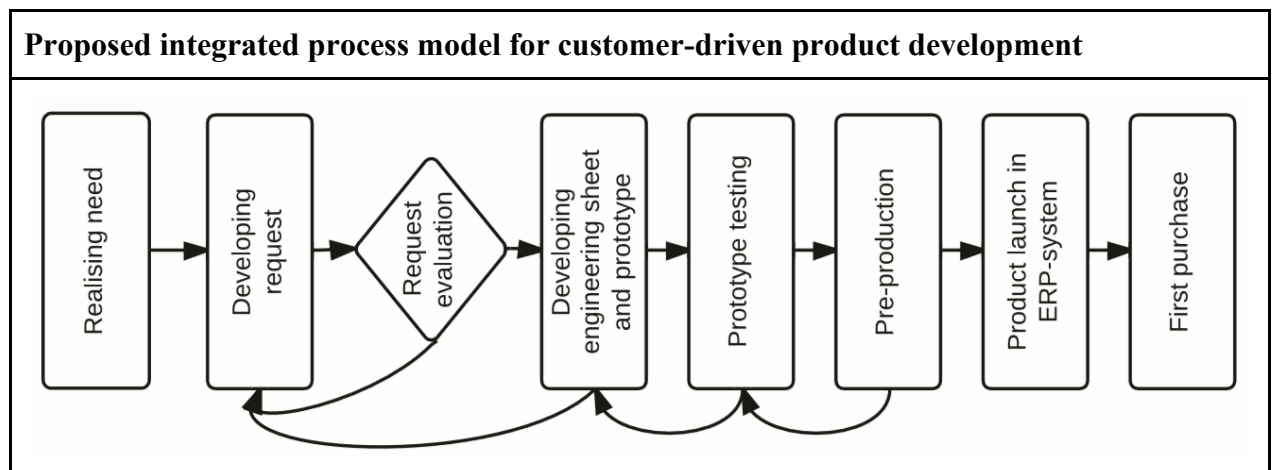 Proposed integrated process model for customer-driven product development
Realising need
Developing
request
Request
evaluation
Developing
engineering sheet
and prototype
Prototype testing
Pre-production
Product launch in
ERP-system
First purchase